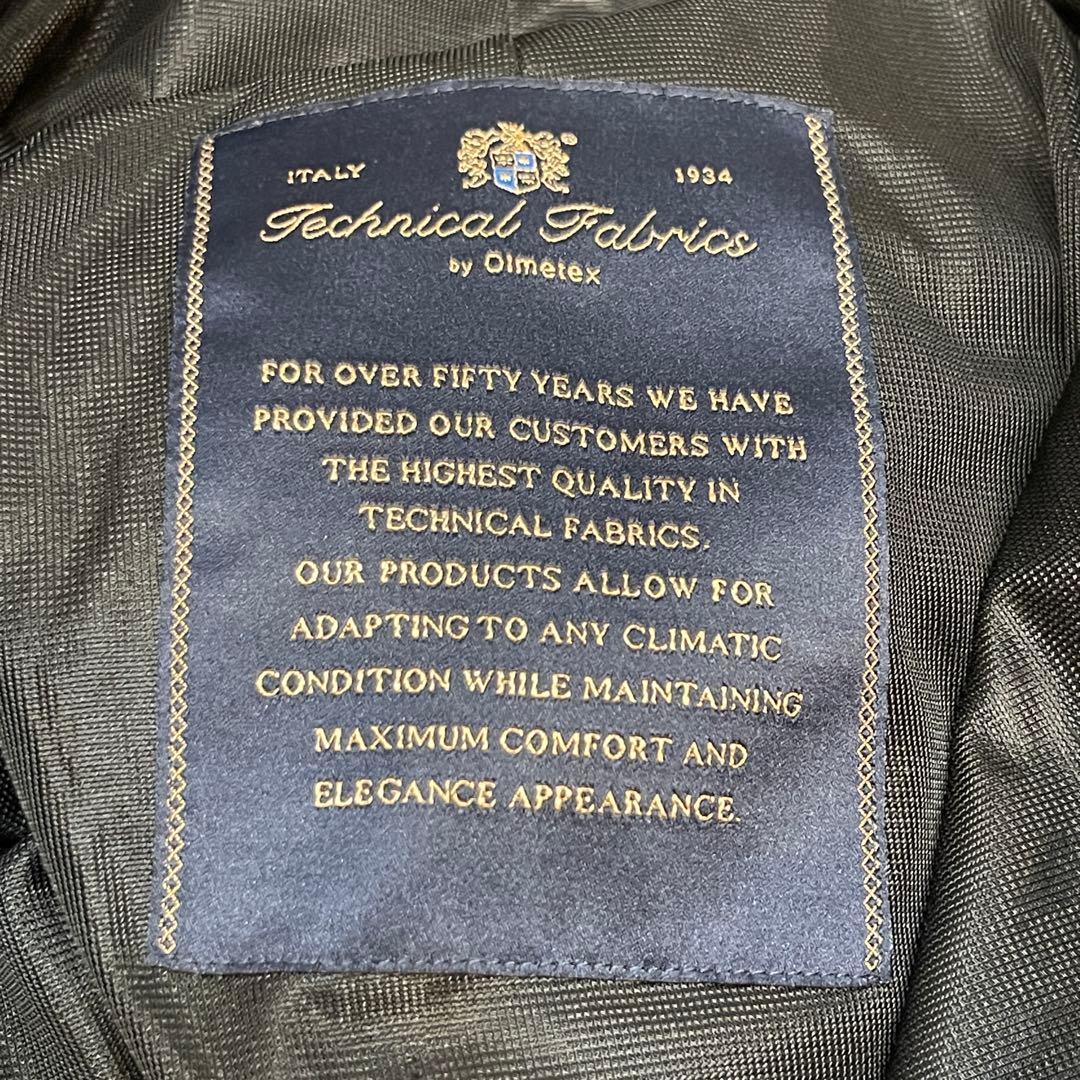 ITALY 1934
®
Technical Fabrics
by Olmetex
FOR OVER FIFTY YEARS WE HAVE
PROVIDED OUR CUSTOMERS WITH
THE HIGHEST QUALITY IN
TECHNICAL FABRICS.
OUR PRODUCTS ALLOW FOR
ADAPTING TO ANY CLIMATIC
CONDITION WHILE MAINTAINING
MAXIMUM COMFORT AND
ELEGANCE APPEARANCE.